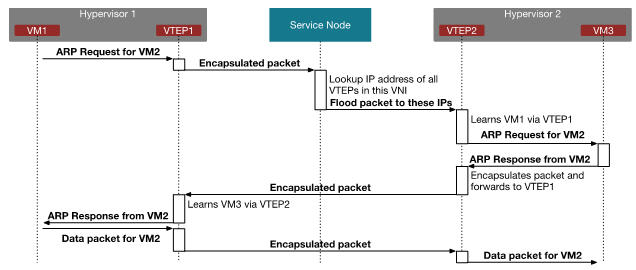 Hypervisor 1
VM1
VTEP1
Service Node
Hypervisor 2
VTEP2
VM3
ARP Request for VM2
Encapsulated packet
Lookup IP address of all
VTEPs in this VNI
Flood packet to these IPs
Learns VM1 via VTEP1
ARP Request for VM2
ARP Response from VM2
Encapsulates packet and
forwards to VTEP1
Encapsulated packet
Learns VM3 via VTEP2
ARP Response from VM2
Data packet for VM2
Encapsulated packet
Data packet for VM2